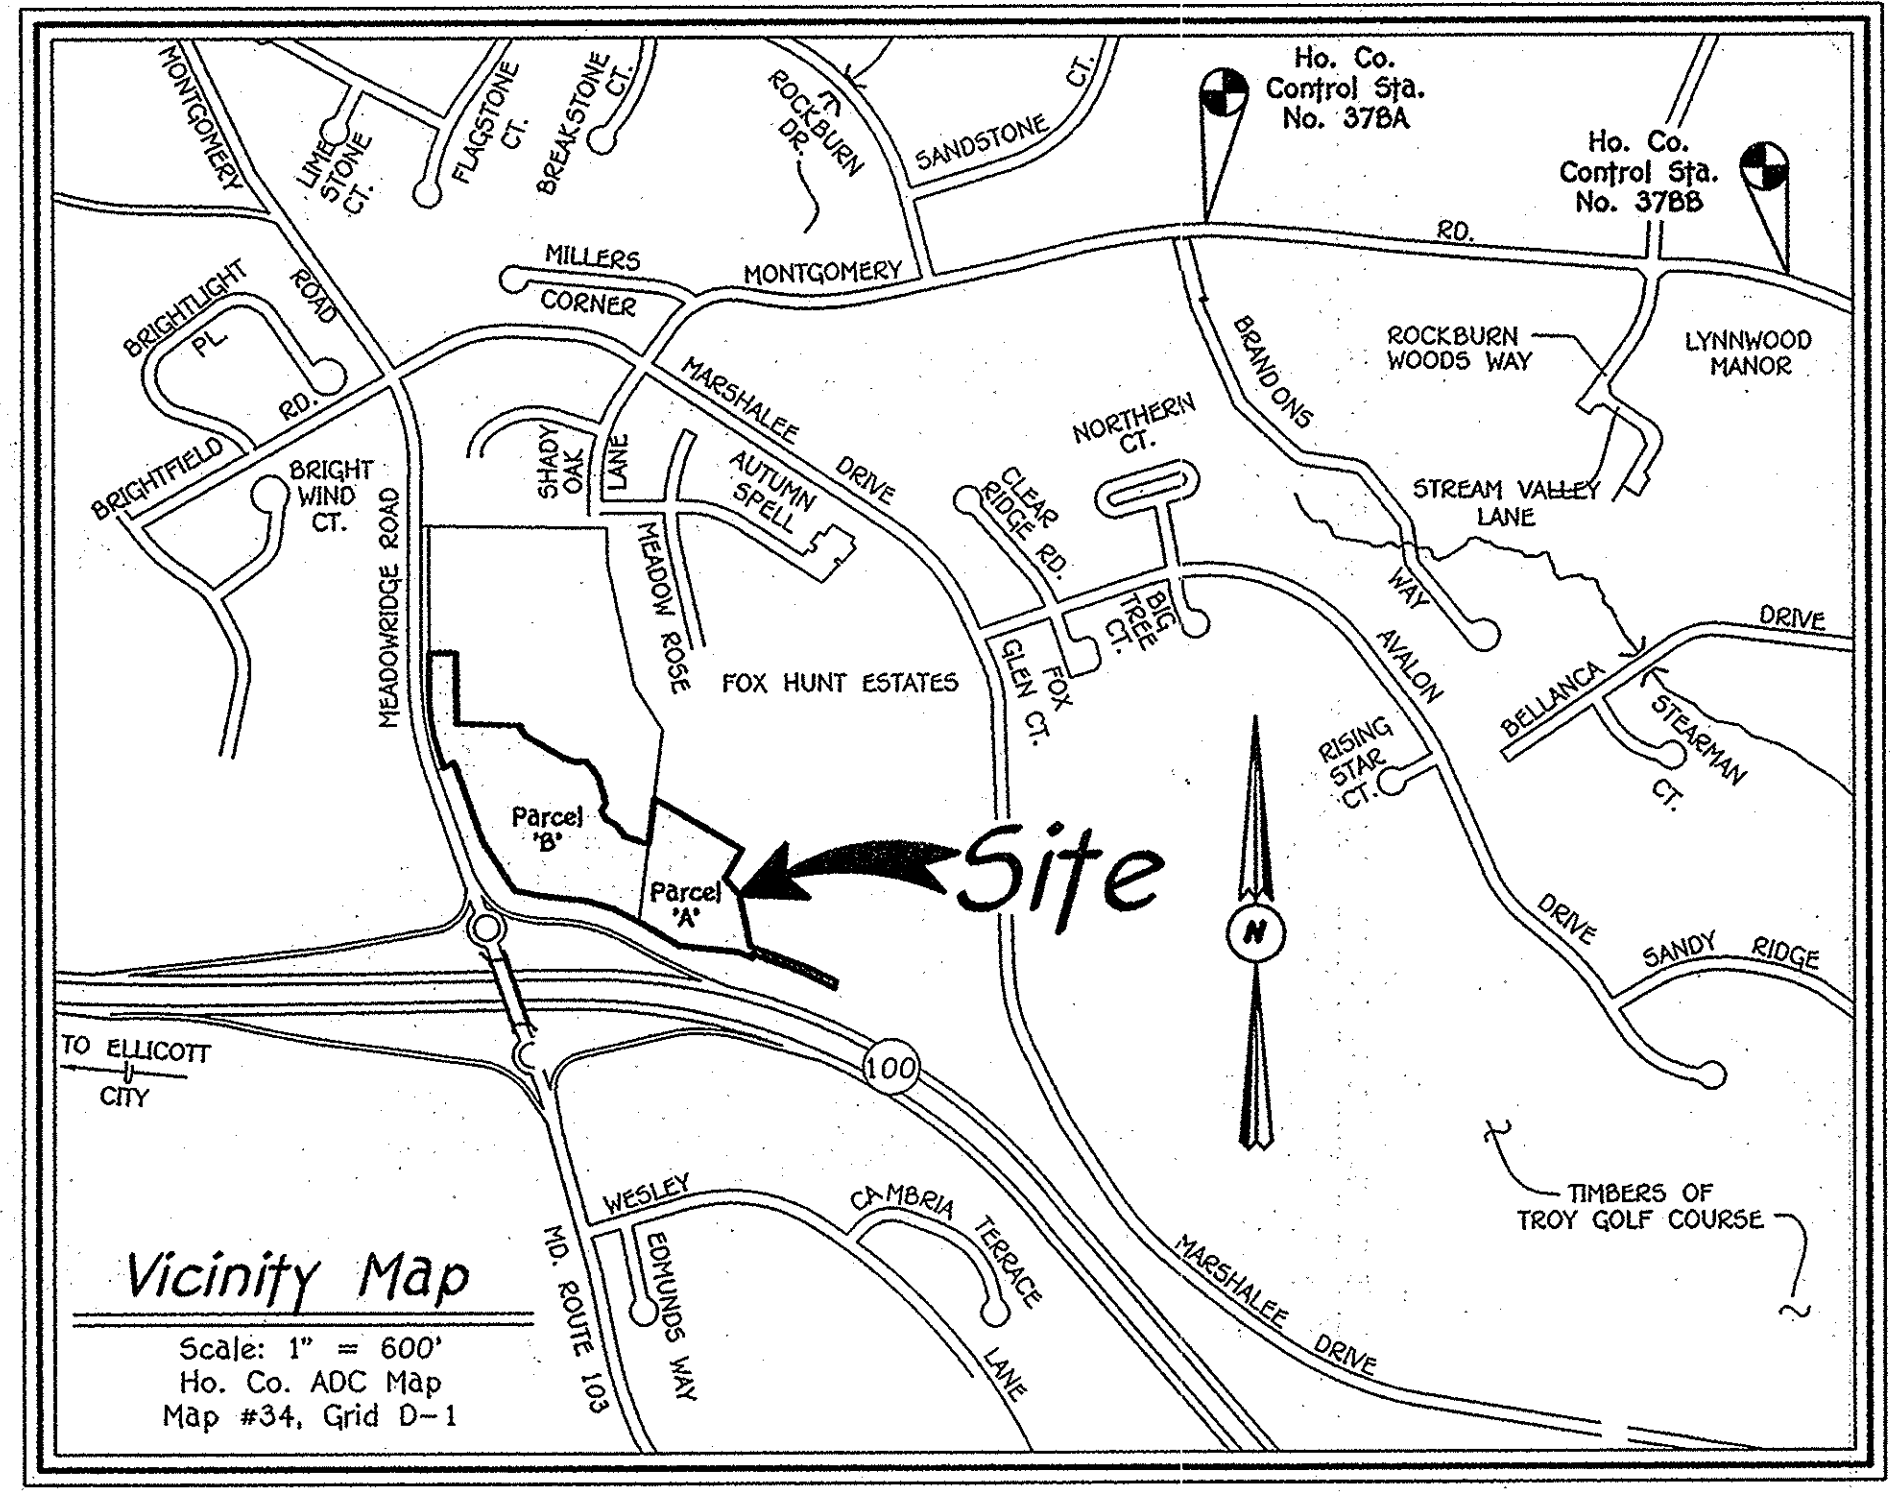 MONTGOMERY
ROAD
LIME
STONE
CT.
FLAGSTONE
CT.
BREAKSTONE
CT.
ROCKBURN
DR.
SANDSTONE
CT.
Ho. Co.
Control Sta.
No. 37BA
Ho. Co.
Control Sta.
No. 37BB
MILLERS
CORNER
MONTGOMERY
RD.
BRIGHTLIGHT
PL.
BRIGHTFIELD
RD.
BRIGHT
WIND
CT.
MEADOWRIDGE ROAD
SHADY
OAK
LANE
MARSHALEE
DRIVE
AUTUMN
SPELL
MEADOW ROSE
FOX HUNT ESTATES
CLEAR
RIDGE RD.
NORTHERN
CT.
BRANDONS
WAY
ROCKBURN
WOODS WAY
LYNNWOOD
MANOR
STREAM VALLEY
LANE
BIG
TREE
CT.
FOX
GLEN CT.
AVALON
DRIVE
RISING
STAR
CT.
BELLANCA
DRIVE
STEARMAN
CT.
SANDY RIDGE
Parcel
'B'
Parcel
'A'
Site
N
TO ELLICOTT
CITY
100
WESLEY
LANE
EDMUNDS WAY
CAMBRIA
TERRACE
MD. ROUTE 103
MARSHALEE
DRIVE
TIMBERS OF
TROY GOLF COURSE
Vicinity Map
Scale: 1" = 600'
Ho. Co. ADC Map
Map #34, Grid D-1